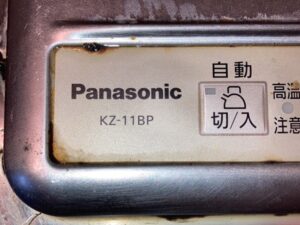 Panasonic
KZ-11BP
自動
切/入
高温
注意